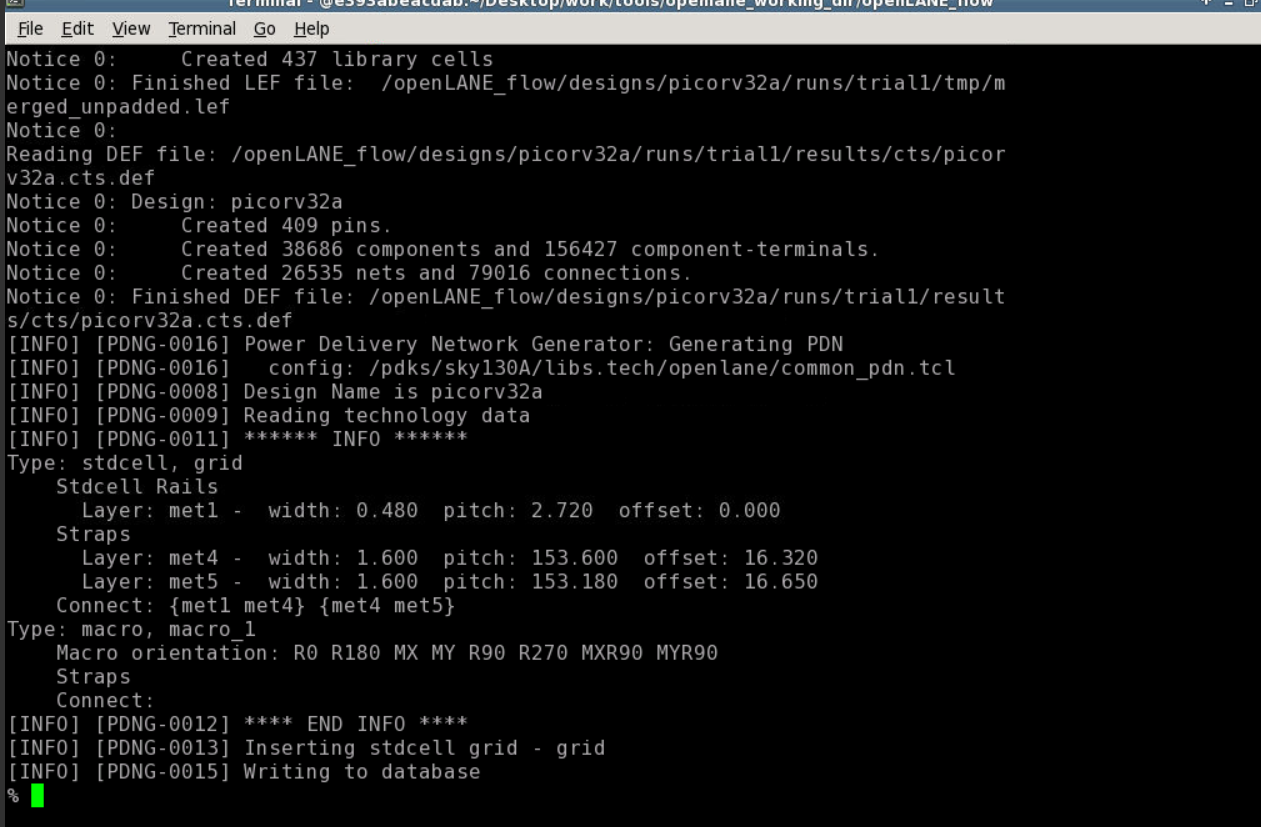 Terminal - @e393abeacdab:~/Desktop/work/tools/openlane_working_dir/openLANE_flow
File Edit View Terminal Go Help
Notice 0:     Created 437 library cells
Notice 0: Finished LEF file:  /openLANE_flow/designs/picorv32a/runs/trial1/tmp/m
erged_unpadded.lef
Notice 0:
Reading DEF file: /openLANE_flow/designs/picorv32a/runs/trial1/results/cts/picor
v32a.cts.def
Notice 0: Design: picorv32a
Notice 0:     Created 409 pins.
Notice 0:     Created 38686 components and 156427 component-terminals.
Notice 0:     Created 26535 nets and 79016 connections.
Notice 0: Finished DEF file: /openLANE_flow/designs/picorv32a/runs/trial1/result
s/cts/picorv32a.cts.def
[INFO] [PDNG-0016] Power Delivery Network Generator: Generating PDN
[INFO] [PDNG-0016]   config: /pdks/sky130A/libs.tech/openlane/common_pdn.tcl
[INFO] [PDNG-0008] Design Name is picorv32a
[INFO] [PDNG-0009] Reading technology data
[INFO] [PDNG-0011] ****** INFO ******
Type: stdcell, grid
    Stdcell Rails
      Layer: met1 -  width: 0.480  pitch: 2.720  offset: 0.000
    Straps
      Layer: met4 -  width: 1.600  pitch: 153.600  offset: 16.320
      Layer: met5 -  width: 1.600  pitch: 153.180  offset: 16.650
    Connect: {met1 met4} {met4 met5}
Type: macro, macro_1
    Macro orientation: R0 R180 MX MY R90 R270 MXR90 MYR90
    Straps
    Connect:
[INFO] [PDNG-0012] **** END INFO ****
[INFO] [PDNG-0013] Inserting stdcell grid - grid
[INFO] [PDNG-0015] Writing to database
%